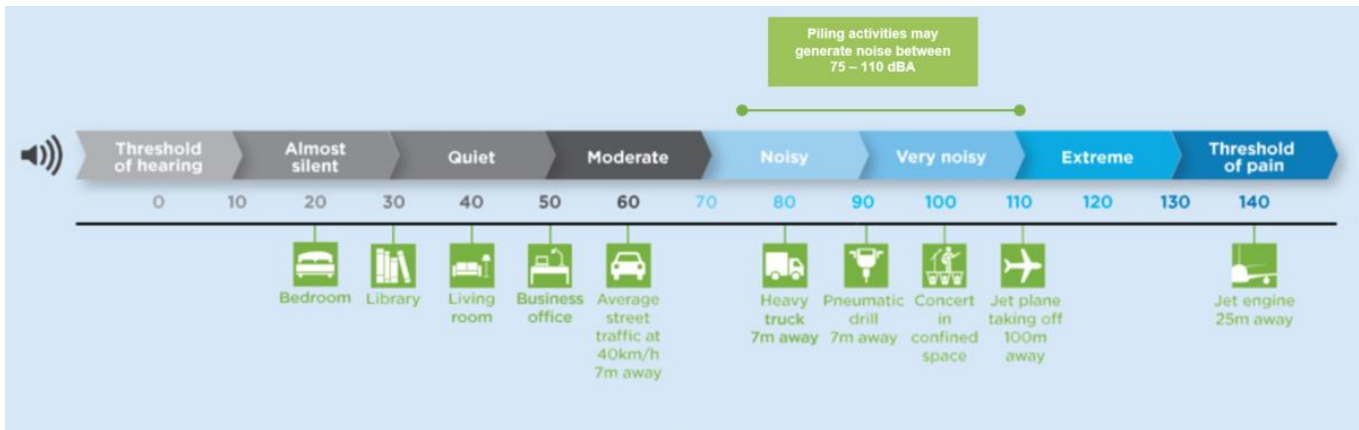 Piling activities may
generate noise between
75 – 110 dBA
Threshold
of hearing
Almost
silent
Quiet
Moderate
Noisy
Very noisy
Extreme
Threshold
of pain
0 10 20 30 40 50 60 70 80 90 100 110 120 130 140
Bedroom
Library
Living
room
Business
office
Average
street
traffic at
40km/h
7m away
Heavy
truck
7m away
Pneumatic
drill
7m away
Concert
in
confined
space
Jet plane
taking off
100m
away
Jet engine
25m away